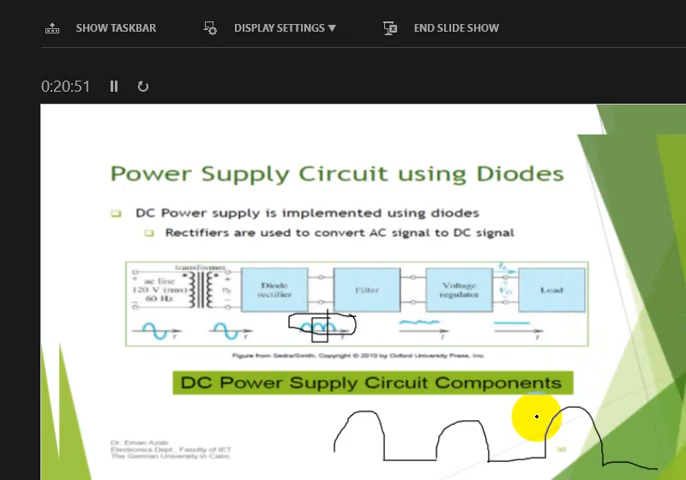 SHOW TASKBAR
DISPLAY SETTINGS ▼
END SLIDE SHOW
0:20:51
Power Supply Circuit using Diodes
DC Power supply is implemented using diodes
Rectifiers are used to convert AC signal to DC signal
transformer
ac line
120 V (rms)
60 Hz
Diode
rectifier
Filter
Voltage
regulator
Load
Figure from Sedra/Smith, Copyright © 2010 by Oxford University Press, Inc.
DC Power Supply Circuit Components
Dr. Eman Azab
Electronics Dept., Faculty of IET
The German University in Cairo